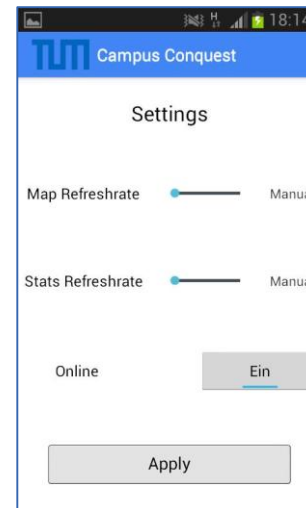 H 18:14
TUM Campus Conquest
Settings
Map Refreshrate Manua
Stats Refreshrate Manua
Online Ein
Apply